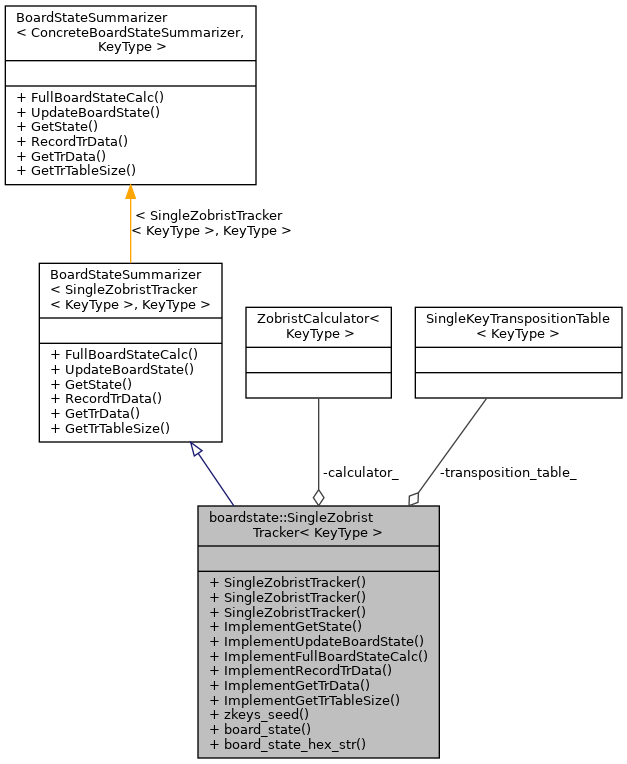 BoardStateSummarizer
< ConcreteBoardStateSummarizer,
KeyType >
+ FullBoardStateCalc()
+ UpdateBoardState()
+ GetState()
+ RecordTrData()
+ GetTrData()
+ GetTrTableSize()
< SingleZobristTracker
< KeyType >, KeyType >
BoardStateSummarizer
< SingleZobristTracker
< KeyType >, KeyType >
+ FullBoardStateCalc()
+ UpdateBoardState()
+ GetState()
+ RecordTrData()
+ GetTrData()
+ GetTrTableSize()
ZobristCalculator<
KeyType >
SingleKeyTranspositionTable
< KeyType >
-calculator_
-transposition_table_
boardstate::SingleZobrist
Tracker< KeyType >
+ SingleZobristTracker()
+ SingleZobristTracker()
+ SingleZobristTracker()
+ ImplementGetState()
+ ImplementUpdateBoardState()
+ ImplementFullBoardStateCalc()
+ ImplementRecordTrData()
+ ImplementGetTrData()
+ ImplementGetTrTableSize()
+ zkeys_seed()
+ board_state()
+ board_state_hex_str()